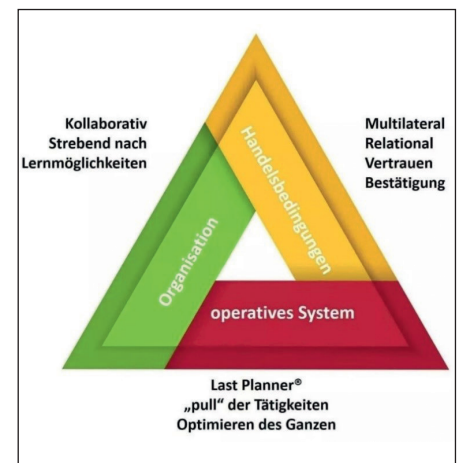 Kollaborativ
Strebend nach
Lernmöglichkeiten
Multilateral
Relational
Vertrauen
Bestätigung
Handelsbedingungen
Organisation
operatives System
Last Planner®
„pull“ der Tätigkeiten
Optimieren des Ganzen